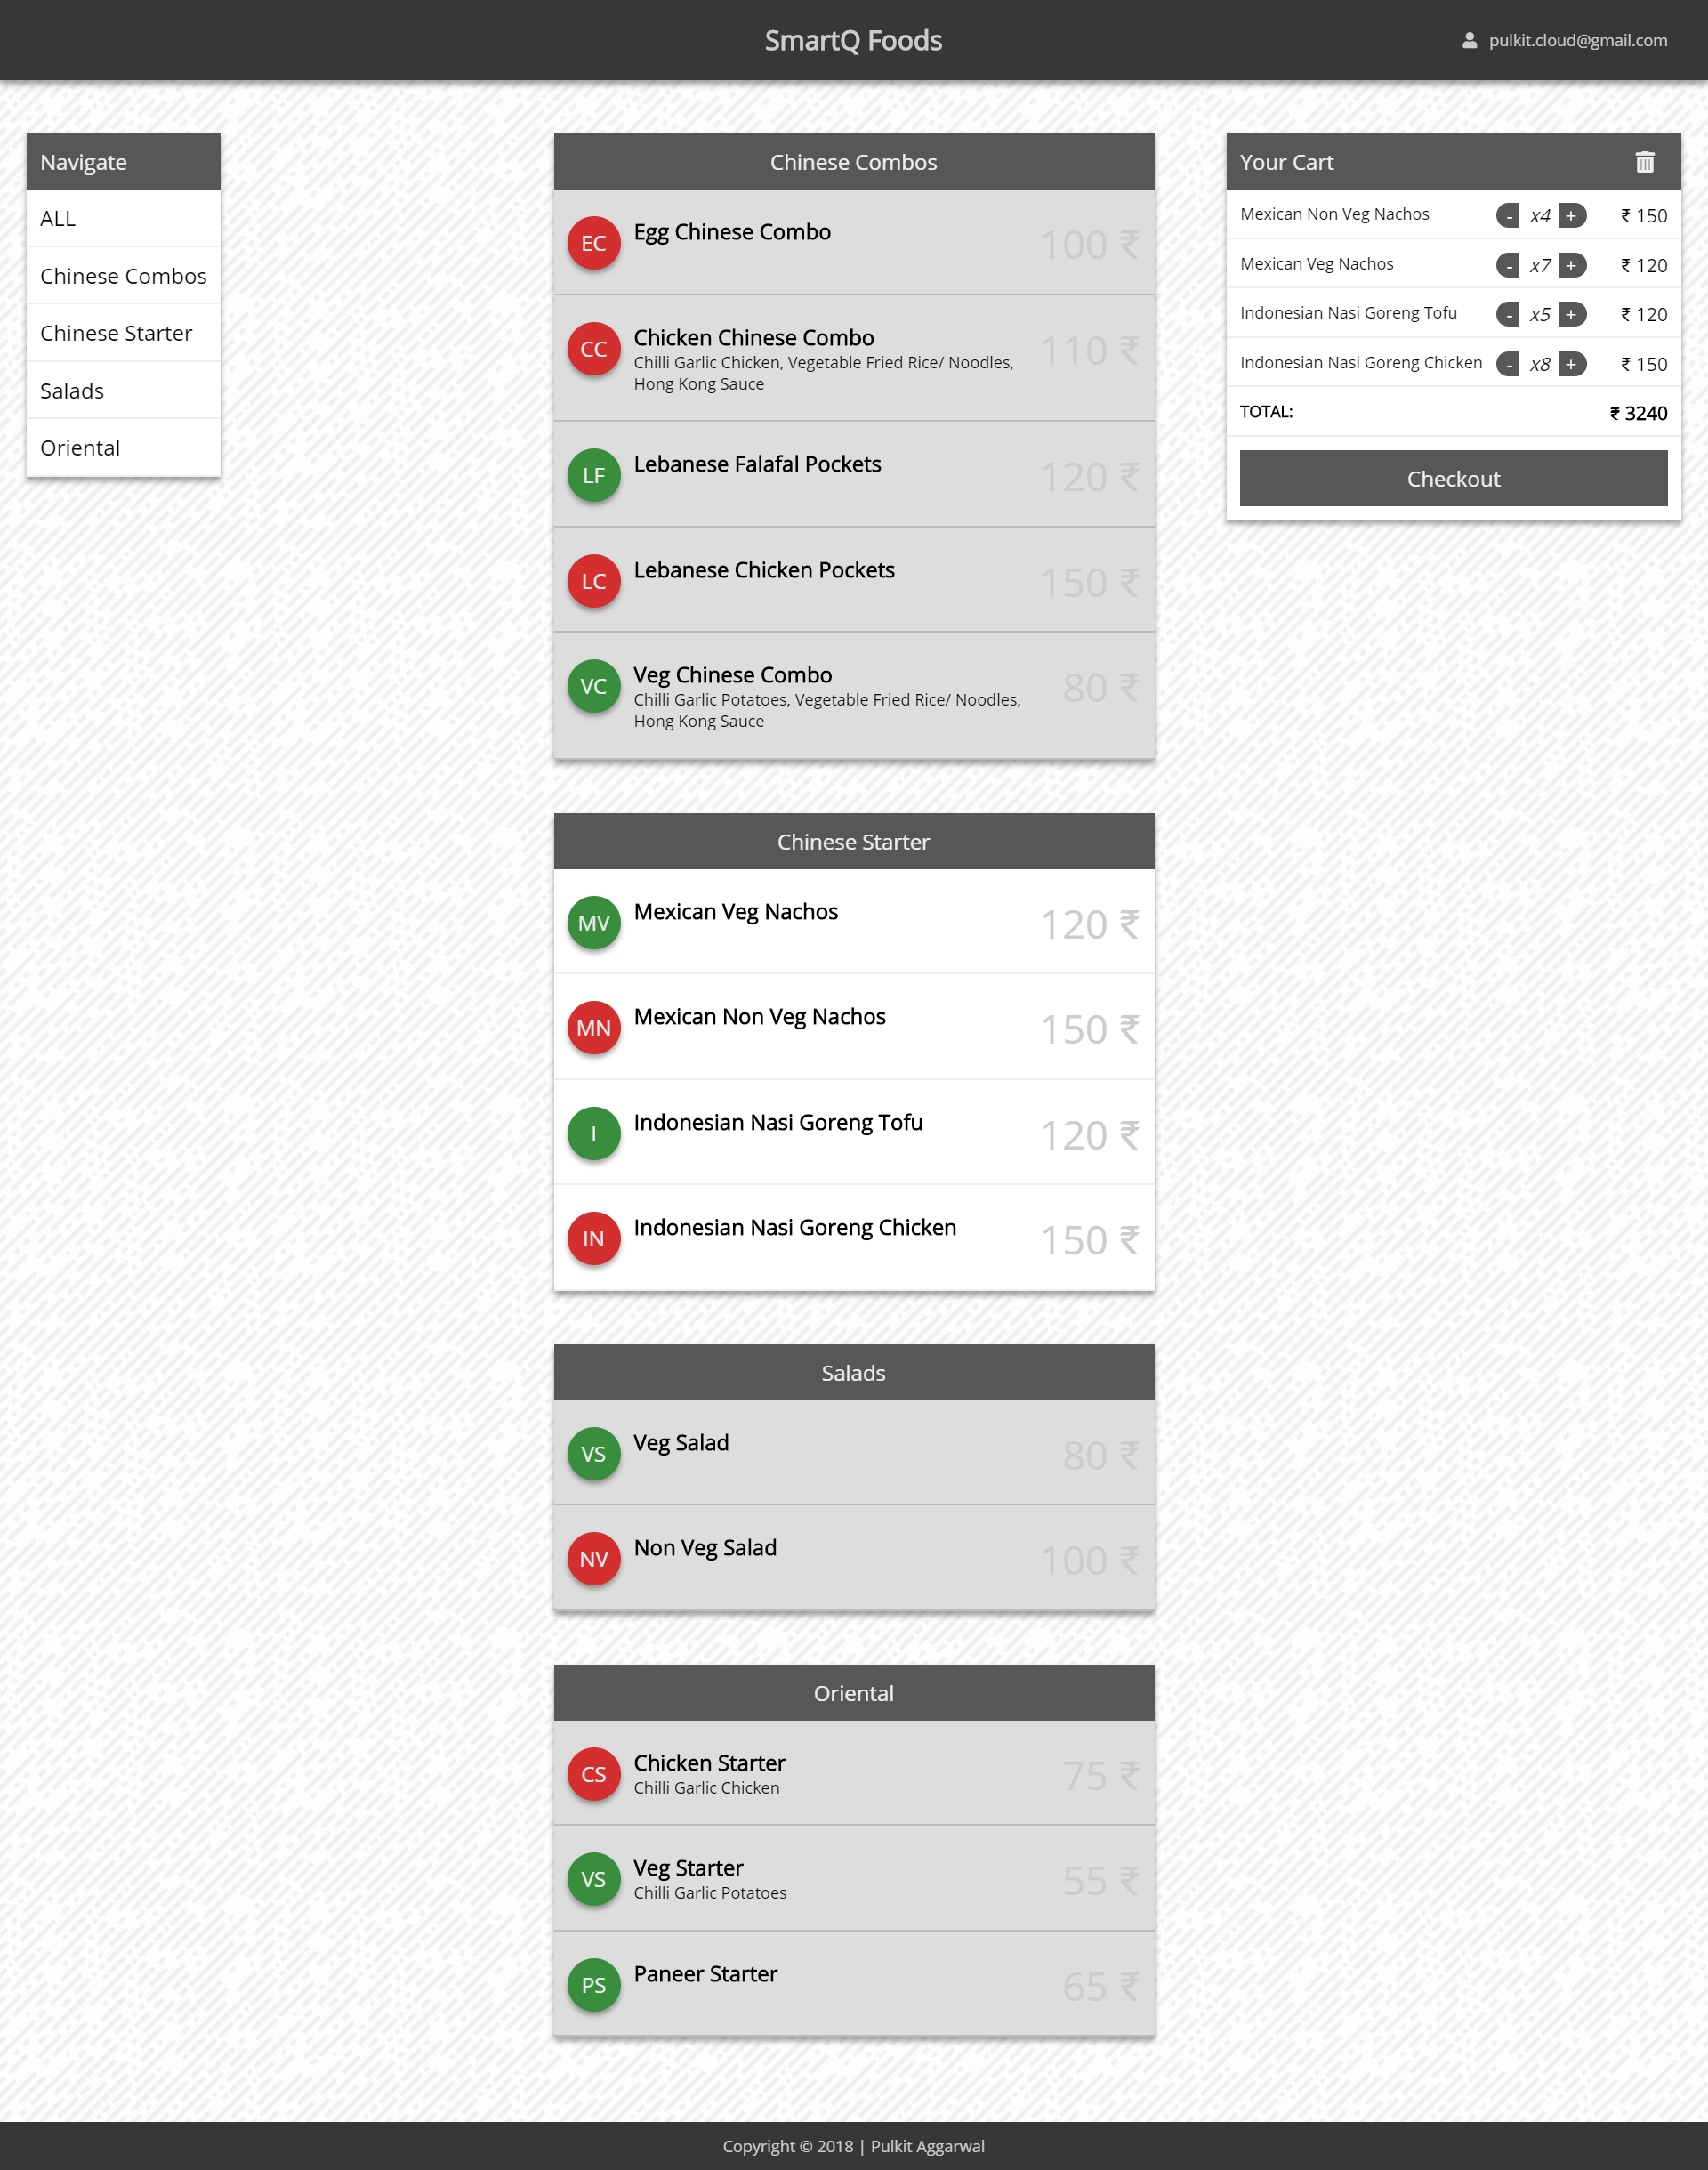 SmartQ Foods
pulkit.cloud@gmail.com
Navigate
ALL
Chinese Combos
Chinese Starter
Salads
Oriental
Chinese Combos
EC
Egg Chinese Combo
100 ₹
CC
Chicken Chinese Combo
110 ₹
Chilli Garlic Chicken, Vegetable Fried Rice/ Noodles,
Hong Kong Sauce
LF
Lebanese Falafal Pockets
120 ₹
LC
Lebanese Chicken Pockets
150 ₹
VC
Veg Chinese Combo
80 ₹
Chilli Garlic Potatoes, Vegetable Fried Rice/ Noodles,
Hong Kong Sauce
Chinese Starter
MV
Mexican Veg Nachos
120 ₹
MN
Mexican Non Veg Nachos
150 ₹
I
Indonesian Nasi Goreng Tofu
120 ₹
IN
Indonesian Nasi Goreng Chicken
150 ₹
Salads
VS
Veg Salad
80 ₹
NV
Non Veg Salad
100 ₹
Oriental
CS
Chicken Starter
75 ₹
Chilli Garlic Chicken
VS
Veg Starter
55 ₹
Chilli Garlic Potatoes
PS
Paneer Starter
65 ₹
Your Cart
Mexican Non Veg Nachos - x4 + ₹ 150
Mexican Veg Nachos - x7 + ₹ 120
Indonesian Nasi Goreng Tofu - x5 + ₹ 120
Indonesian Nasi Goreng Chicken - x8 + ₹ 150
TOTAL: ₹ 3240
Checkout
Copyright © 2018 | Pulkit Aggarwal